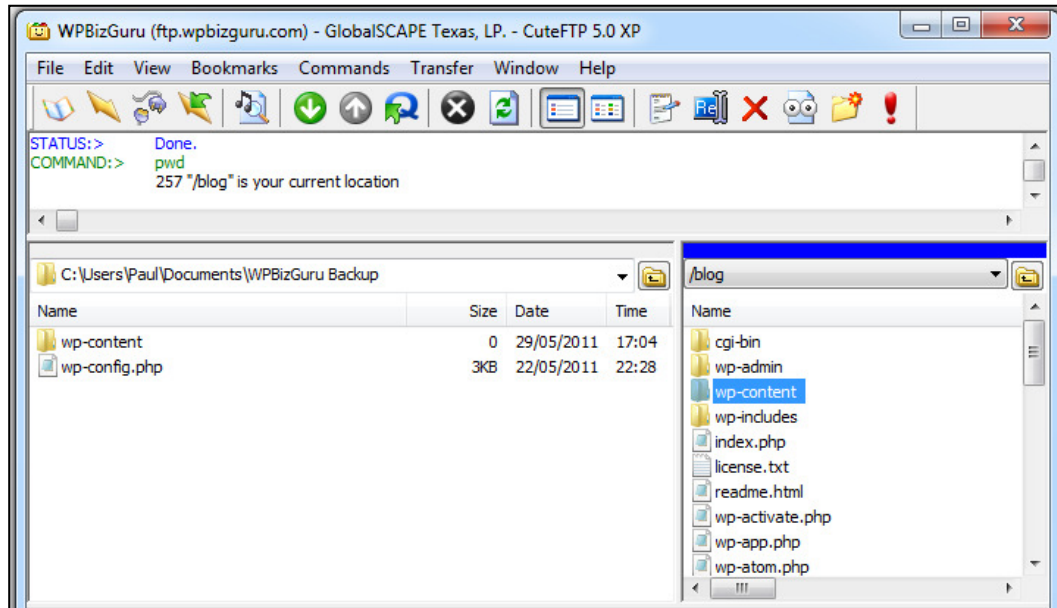 WPBizGuru (ftp.wpbizguru.com) - GlobalSCAPE Texas, LP. - CuteFTP 5.0 XP
File Edit View Bookmarks Commands Transfer Window Help
STATUS:> Done.
COMMAND:> pwd
257 "/blog" is your current location
C:\Users\Paul\Documents\WPBizGuru Backup
Name Size Date Time
wp-content 0 29/05/2011 17:04
wp-config.php 3KB 22/05/2011 22:28
/blog
Name
cgi-bin
wp-admin
wp-content
wp-includes
index.php
license.txt
readme.html
wp-activate.php
wp-app.php
wp-atom.php